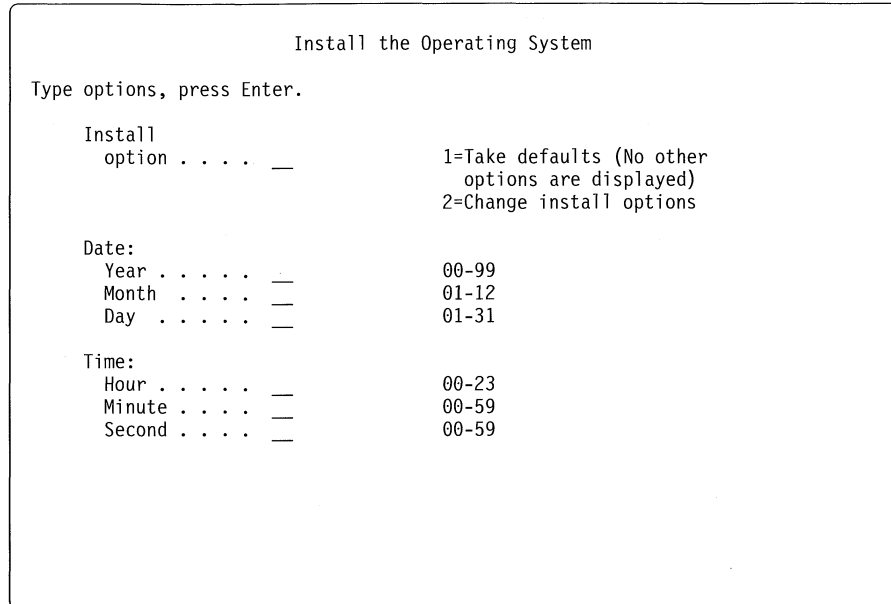 Install the Operating System
Type options, press Enter.
Install
option . . . . __ 1=Take defaults (No other
options are displayed)
2=Change install options
Date:
Year . . . . . __ 00-99
Month . . . . __ 01-12
Day . . . . . __ 01-31
Time:
Hour . . . . . __ 00-23
Minute . . . . __ 00-59
Second . . . . __ 00-59